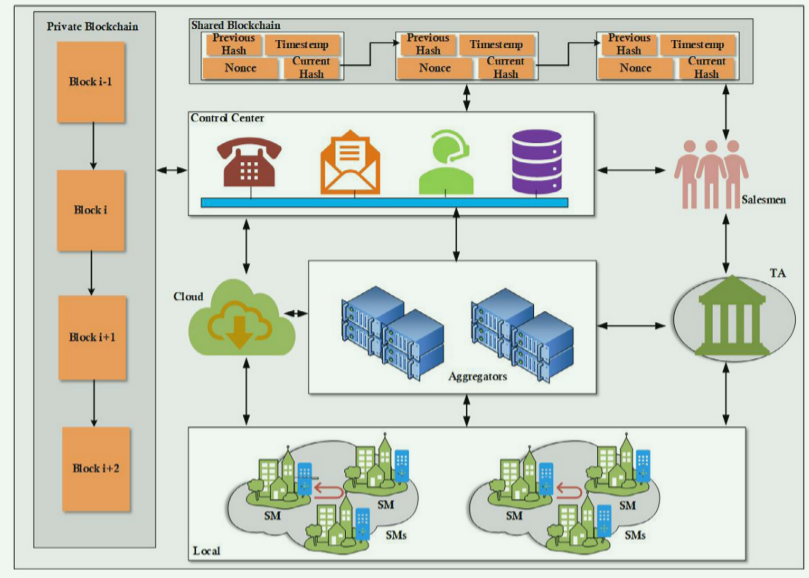 Private Blockchain
Block i-1
Block i
Block i+1
Block i+2
Shared Blockchain
Previous
Hash
Timestemp
Nonce
Current
Hash
Previous
Hash
Timestemp
Nonce
Current
Hash
Previous
Hash
Timestemp
Nonce
Current
Hash
Control Center
Salesmen
Cloud
Aggregators
TA
SM
SM
SMs
SM
SM
SMs
Local